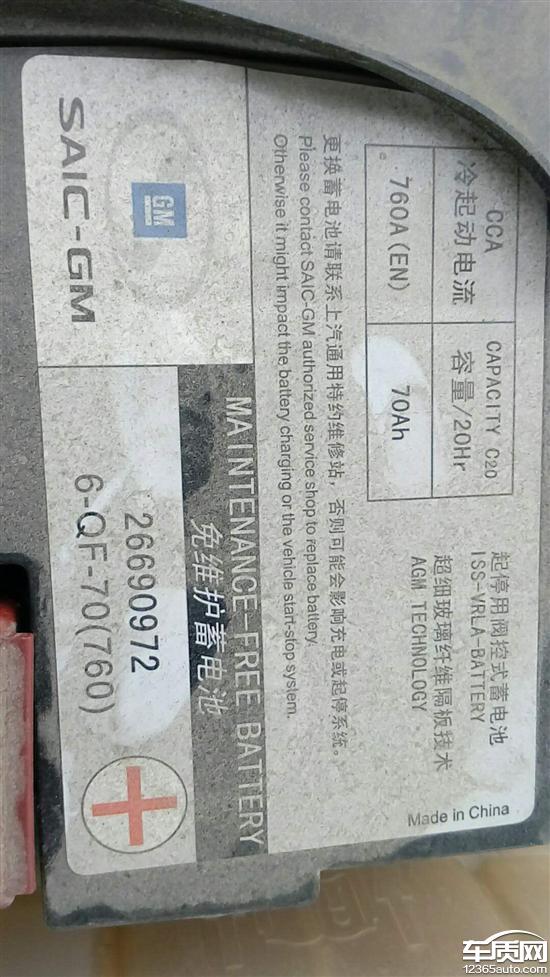 CCA
冷起动电流
760A(EN)
CAPACITY C20
容量/20Hr
70Ah
起停用阀控式蓄电池
ISS-VRLA-BATTERY
超细玻璃纤维隔板技术
AGM TECHNOLOGY
Made in China
更换蓄电池请联系上汽通用特约维修站，否则可能会影响充电或起停系统。
Please contact SAIC-GM authorized service shop to replace battery.
Otherwise it might impact the battery charging or the vehicle start-stop system.
GM
SAIC-GM
MAINTENANCE-FREE BATTERY
免维护蓄电池
26690972
6-QF-70(760)
车质网
12365auto.com